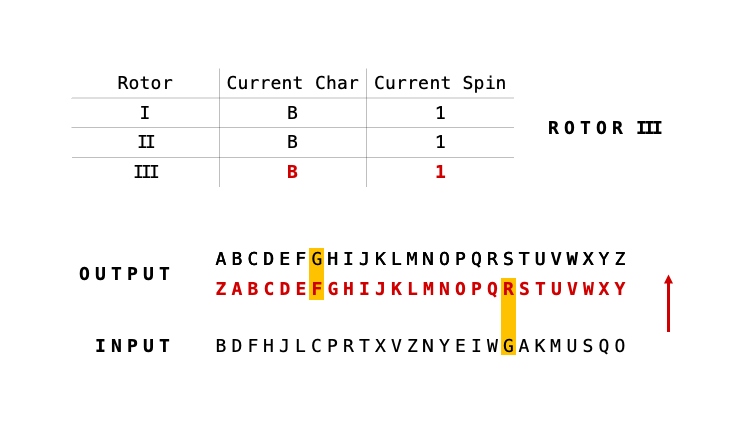 Rotor Current Char Current Spin
I B 1
II B 1
III B 1
ROTOR III
OUTPUT
ABCDEFGHIJKLMNOPQRSTUVWXYZ
ZABCDEFGHIJKLMNOPQRSTUVWXY
INPUT
BDFHJLCPRTXVZNYEIWGAKMUSQO